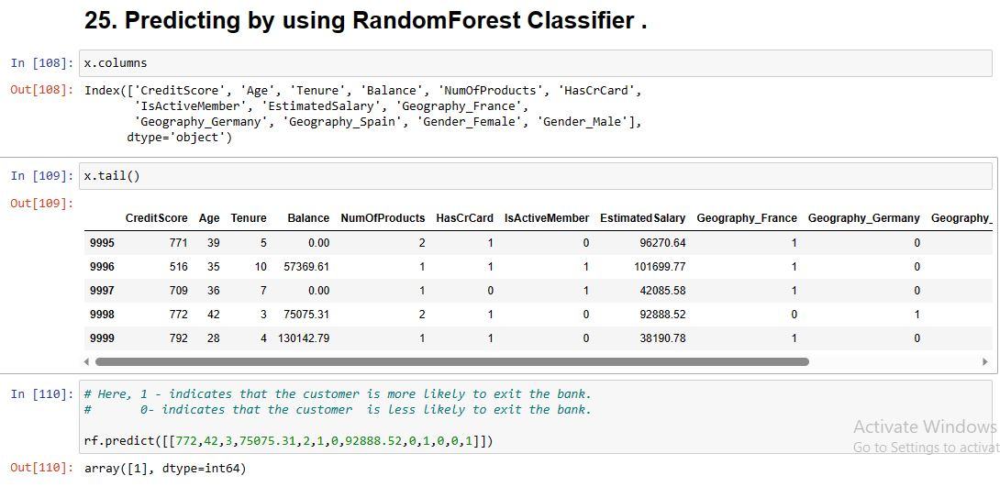 25. Predicting by using RandomForest Classifier .
In [108]: x.columns
Out[108]: Index(['CreditScore', 'Age', 'Tenure', 'Balance', 'NumOfProducts', 'HasCrCard',
'IsActiveMember', 'EstimatedSalary', 'Geography_France',
'Geography_Germany', 'Geography_Spain', 'Gender_Female', 'Gender_Male'],
dtype='object')
In [109]: x.tail()
Out[109]:
CreditScore Age Tenure Balance NumOfProducts HasCrCard IsActiveMember EstimatedSalary Geography_France Geography_Germany Geography_
9995 771 39 5 0.00 2 1 0 96270.64 1 0
9996 516 35 10 57369.61 1 1 1 101699.77 1 0
9997 709 36 7 0.00 1 0 1 42085.58 1 0
9998 772 42 3 75075.31 2 1 0 92888.52 0 1
9999 792 28 4 130142.79 1 1 0 38190.78 1 0
In [110]: # Here, 1 - indicates that the customer is more likely to exit the bank.
# 0- indicates that the customer is less likely to exit the bank.
rf.predict([[772,42,3,75075.31,2,1,0,92888.52,0,1,0,0,1]])
Out[110]: array([1], dtype=int64)
Activate Windows
Go to Settings to activat